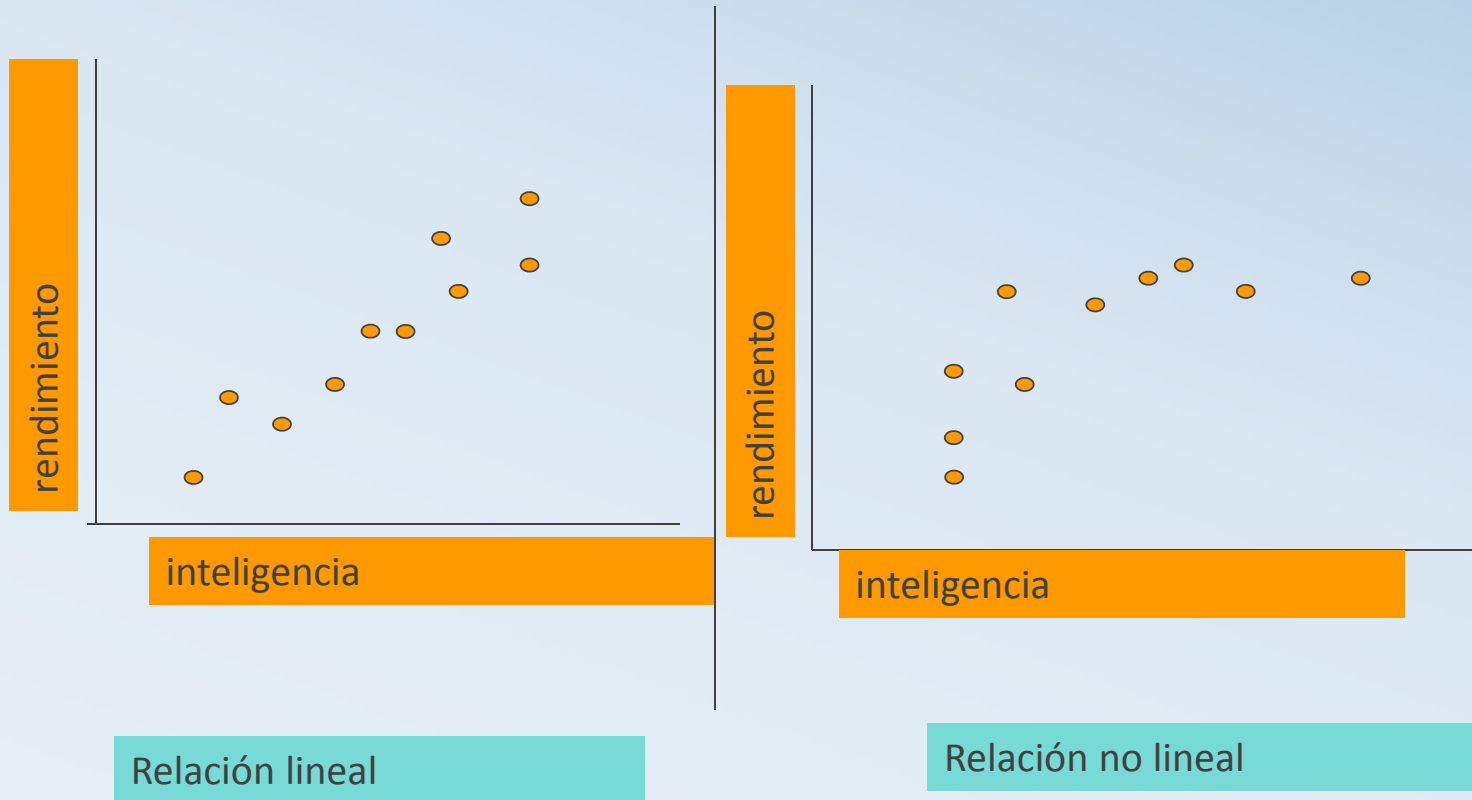 rendimiento
inteligencia
Relación lineal
rendimiento
inteligencia
Relación no lineal